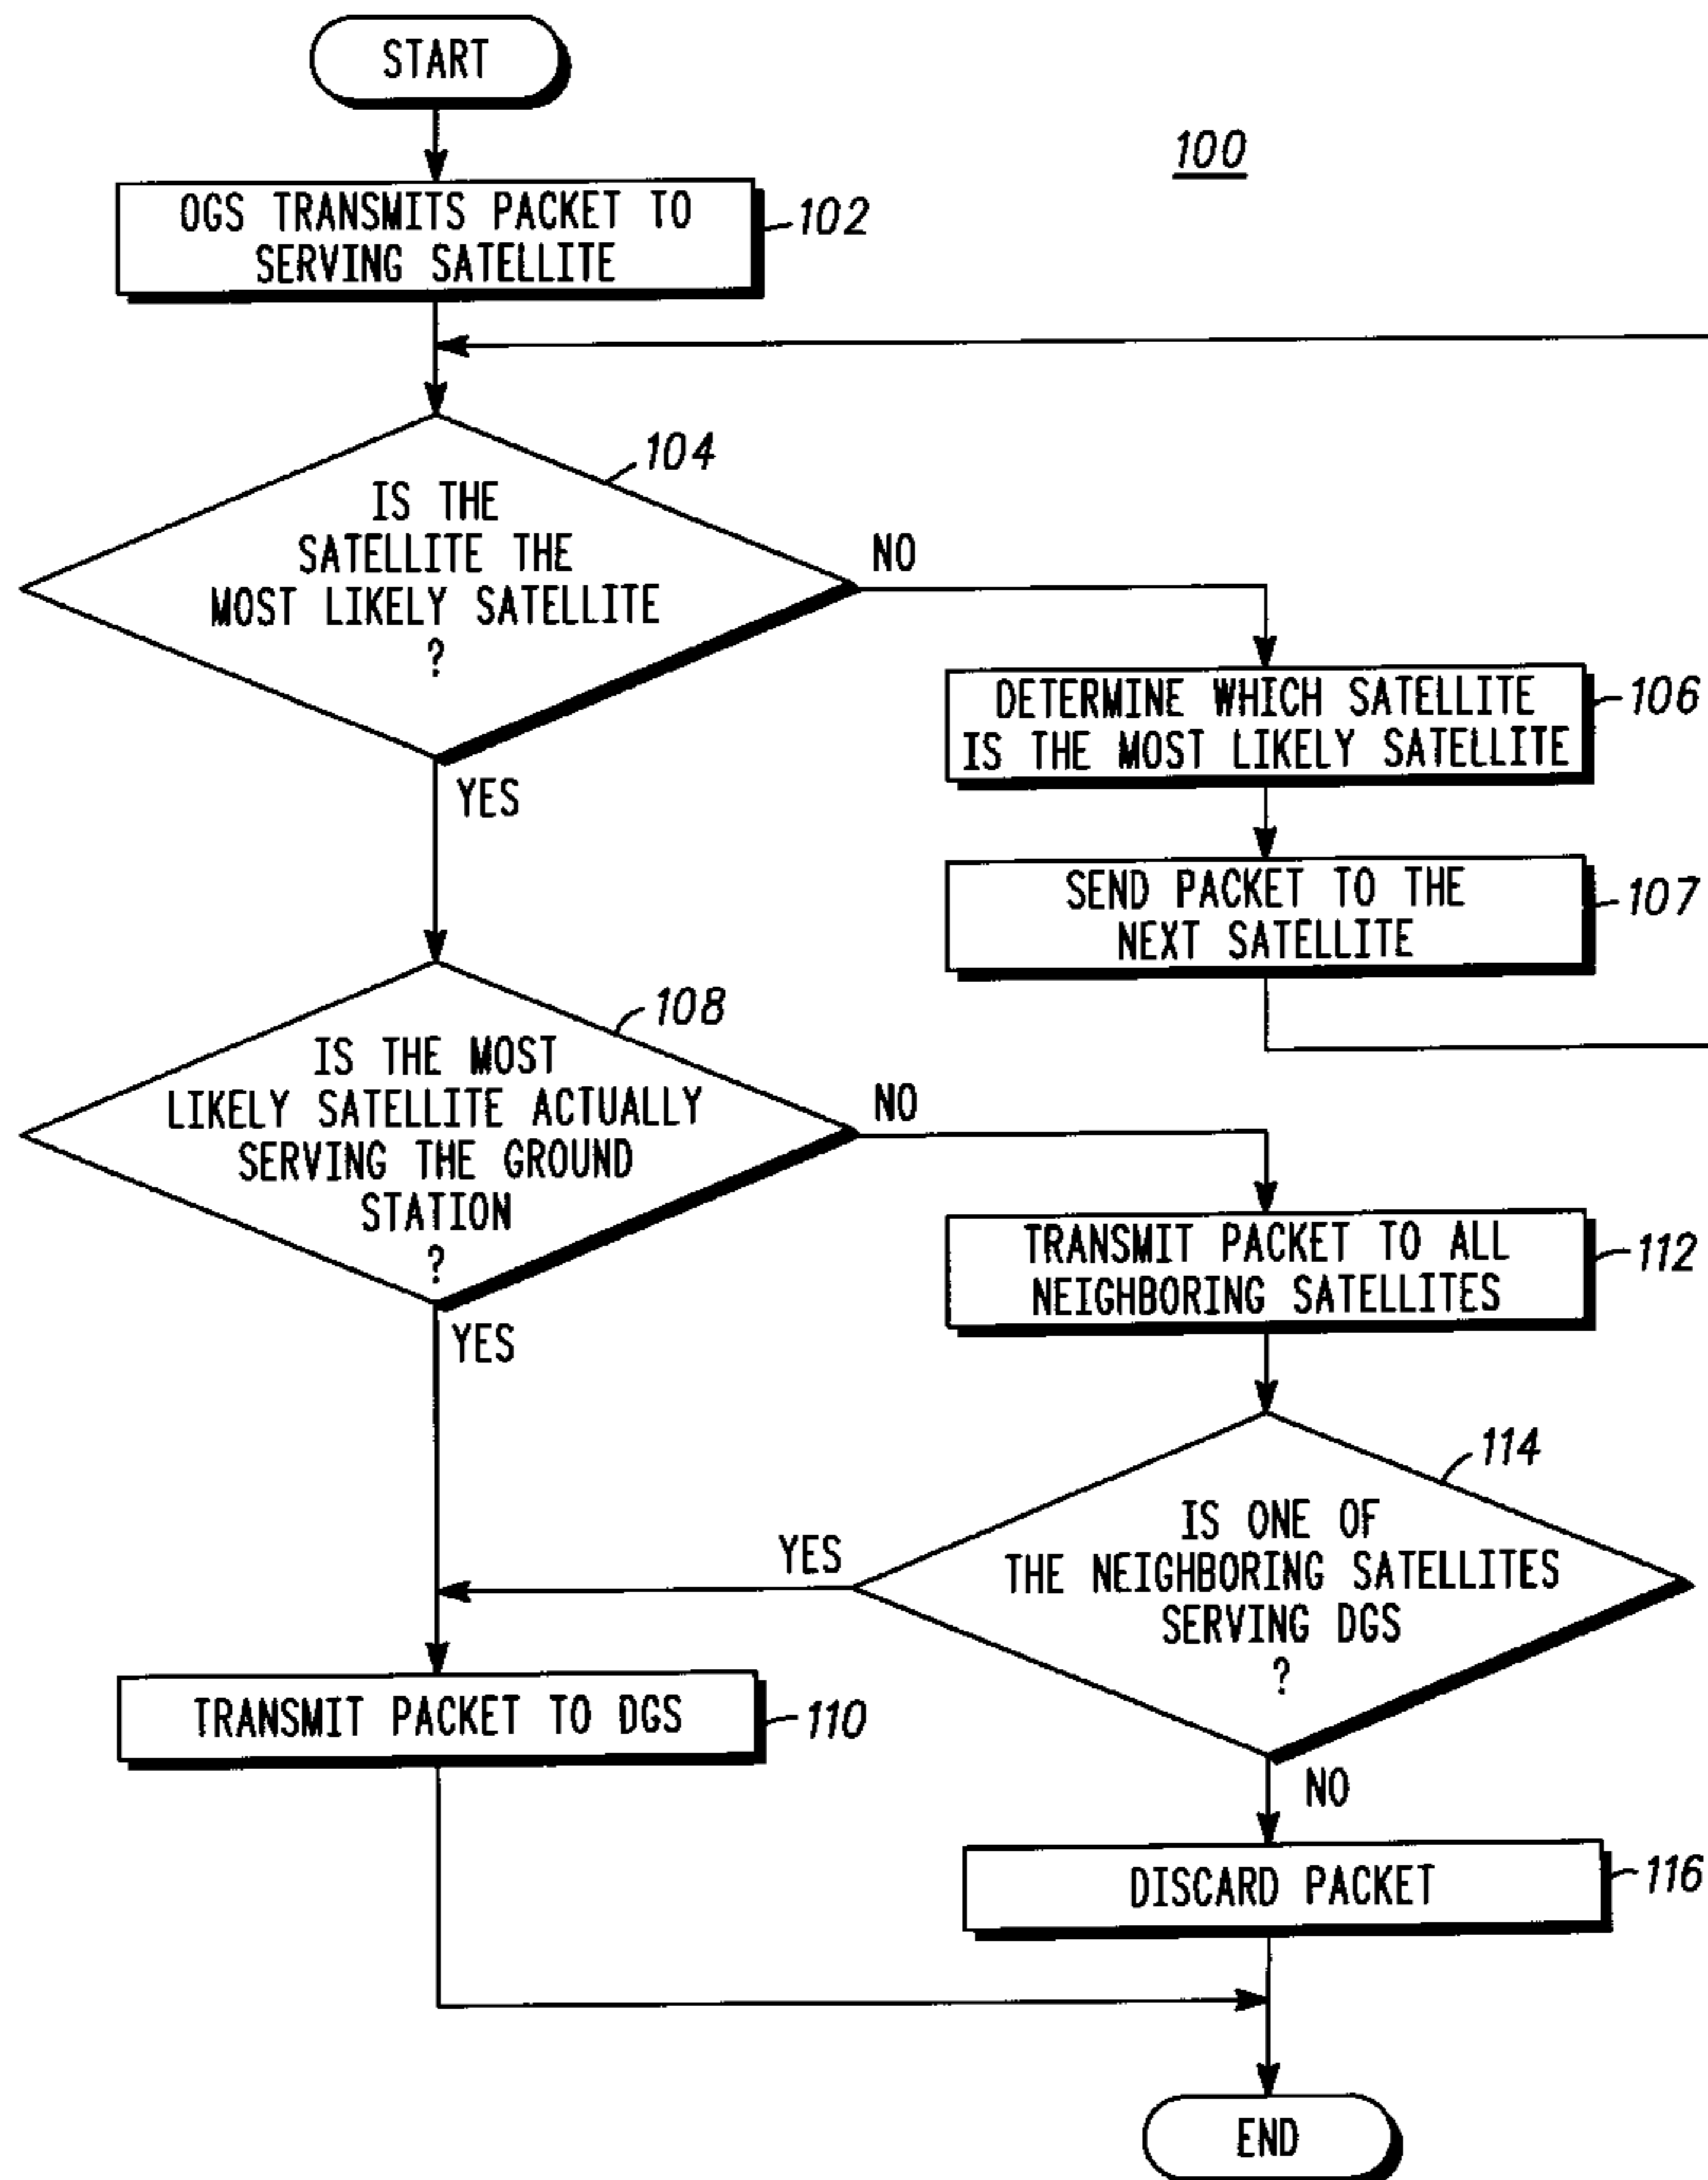 START
100
OGS TRANSMITS PACKET TO
SERVING SATELLITE
102
104
IS THE
SATELLITE THE
MOST LIKELY SATELLITE
?
NO
YES
DETERMINE WHICH SATELLITE
IS THE MOST LIKELY SATELLITE
106
SEND PACKET TO THE
NEXT SATELLITE
107
108
IS THE MOST
LIKELY SATELLITE ACTUALLY
SERVING THE GROUND
STATION
?
NO
YES
TRANSMIT PACKET TO ALL
NEIGHBORING SATELLITES
112
114
IS ONE OF
THE NEIGHBORING SATELLITES
SERVING DGS
?
YES
NO
TRANSMIT PACKET TO DGS
110
DISCARD PACKET
116
END